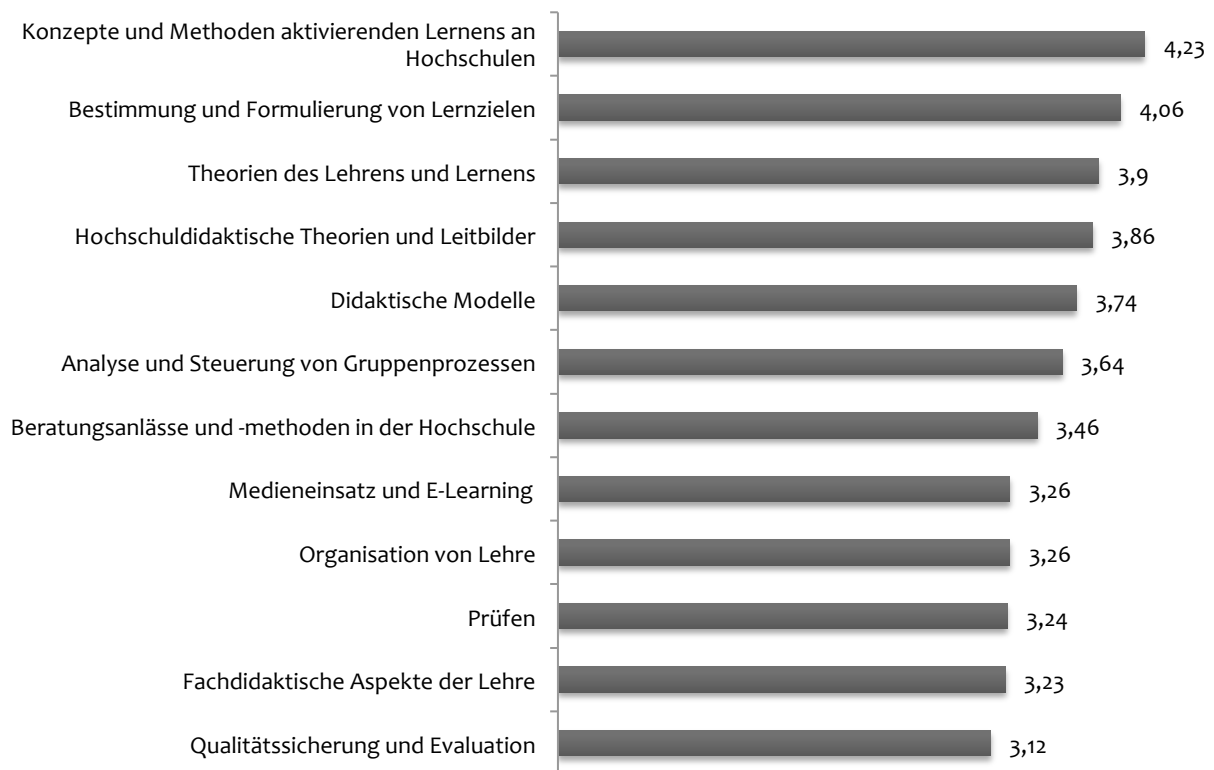 Konzepte und Methoden aktivierenden Lernens an
Hochschulen
4,23
Bestimmung und Formulierung von Lernzielen
4,06
Theorien des Lehrens und Lernens
3,9
Hochschuldidaktische Theorien und Leitbilder
3,86
Didaktische Modelle
3,74
Analyse und Steuerung von Gruppenprozessen
3,64
Beratungsanlässe und -methoden in der Hochschule
3,46
Medieneinsatz und E-Learning
3,26
Organisation von Lehre
3,26
Prüfen
3,24
Fachdidaktische Aspekte der Lehre
3,23
Qualitätssicherung und Evaluation
3,12